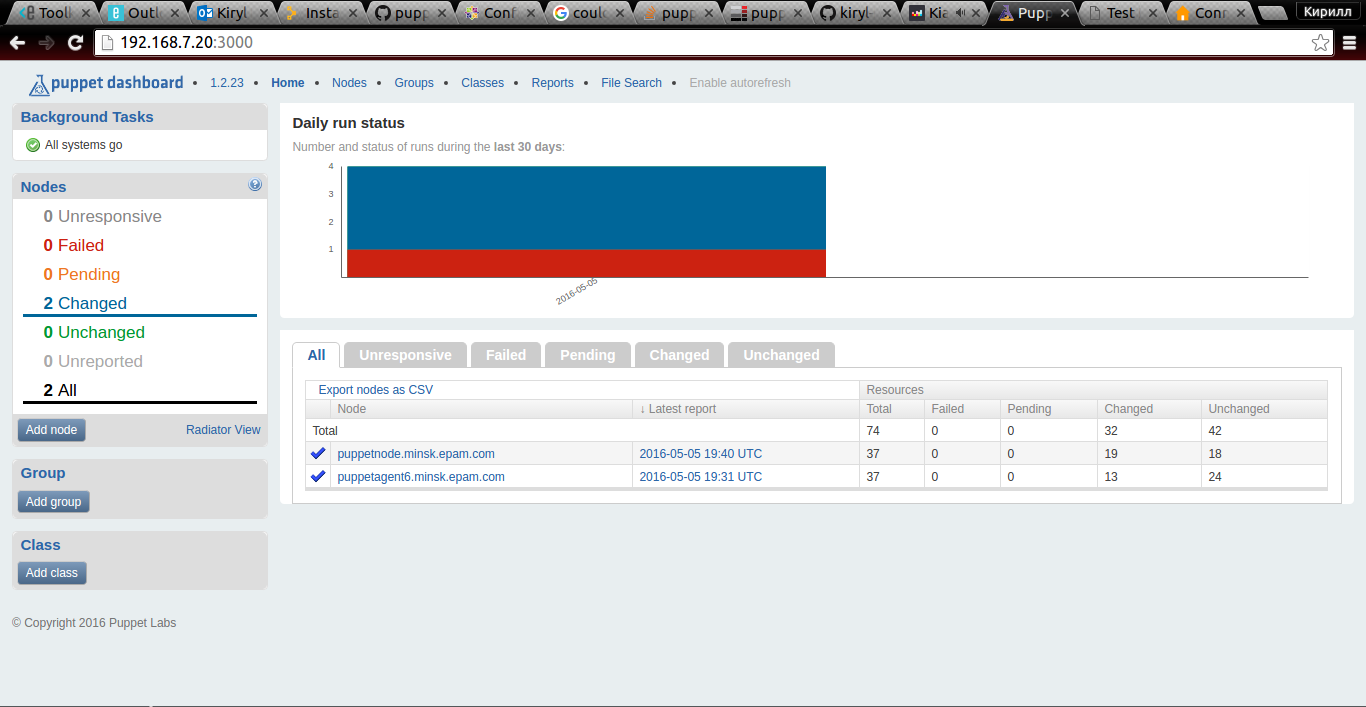 Toolk Outl Kiryl Insta pupp Conf coul pupp pupp kiryl Kia Pupp Test Conn Кирилл
192.168.7.20:3000
puppet dashboard • 1.2.23 • Home • Nodes • Groups • Classes • Reports • File Search • Enable autorefresh
Background Tasks
All systems go
Nodes
0 Unresponsive
0 Failed
0 Pending
2 Changed
0 Unchanged
0 Unreported
2 All
Add node Radiator View
Group
Add group
Class
Add class
© Copyright 2016 Puppet Labs
Daily run status
Number and status of runs during the last 30 days:
4
3
2
1
2016-05-05
All Unresponsive Failed Pending Changed Unchanged
Export nodes as CSV Resources
Node ↓ Latest report Total Failed Pending Changed Unchanged
Total 74 0 0 32 42
puppetnode.minsk.epam.com 2016-05-05 19:40 UTC 37 0 0 19 18
puppetagent6.minsk.epam.com 2016-05-05 19:31 UTC 37 0 0 13 24